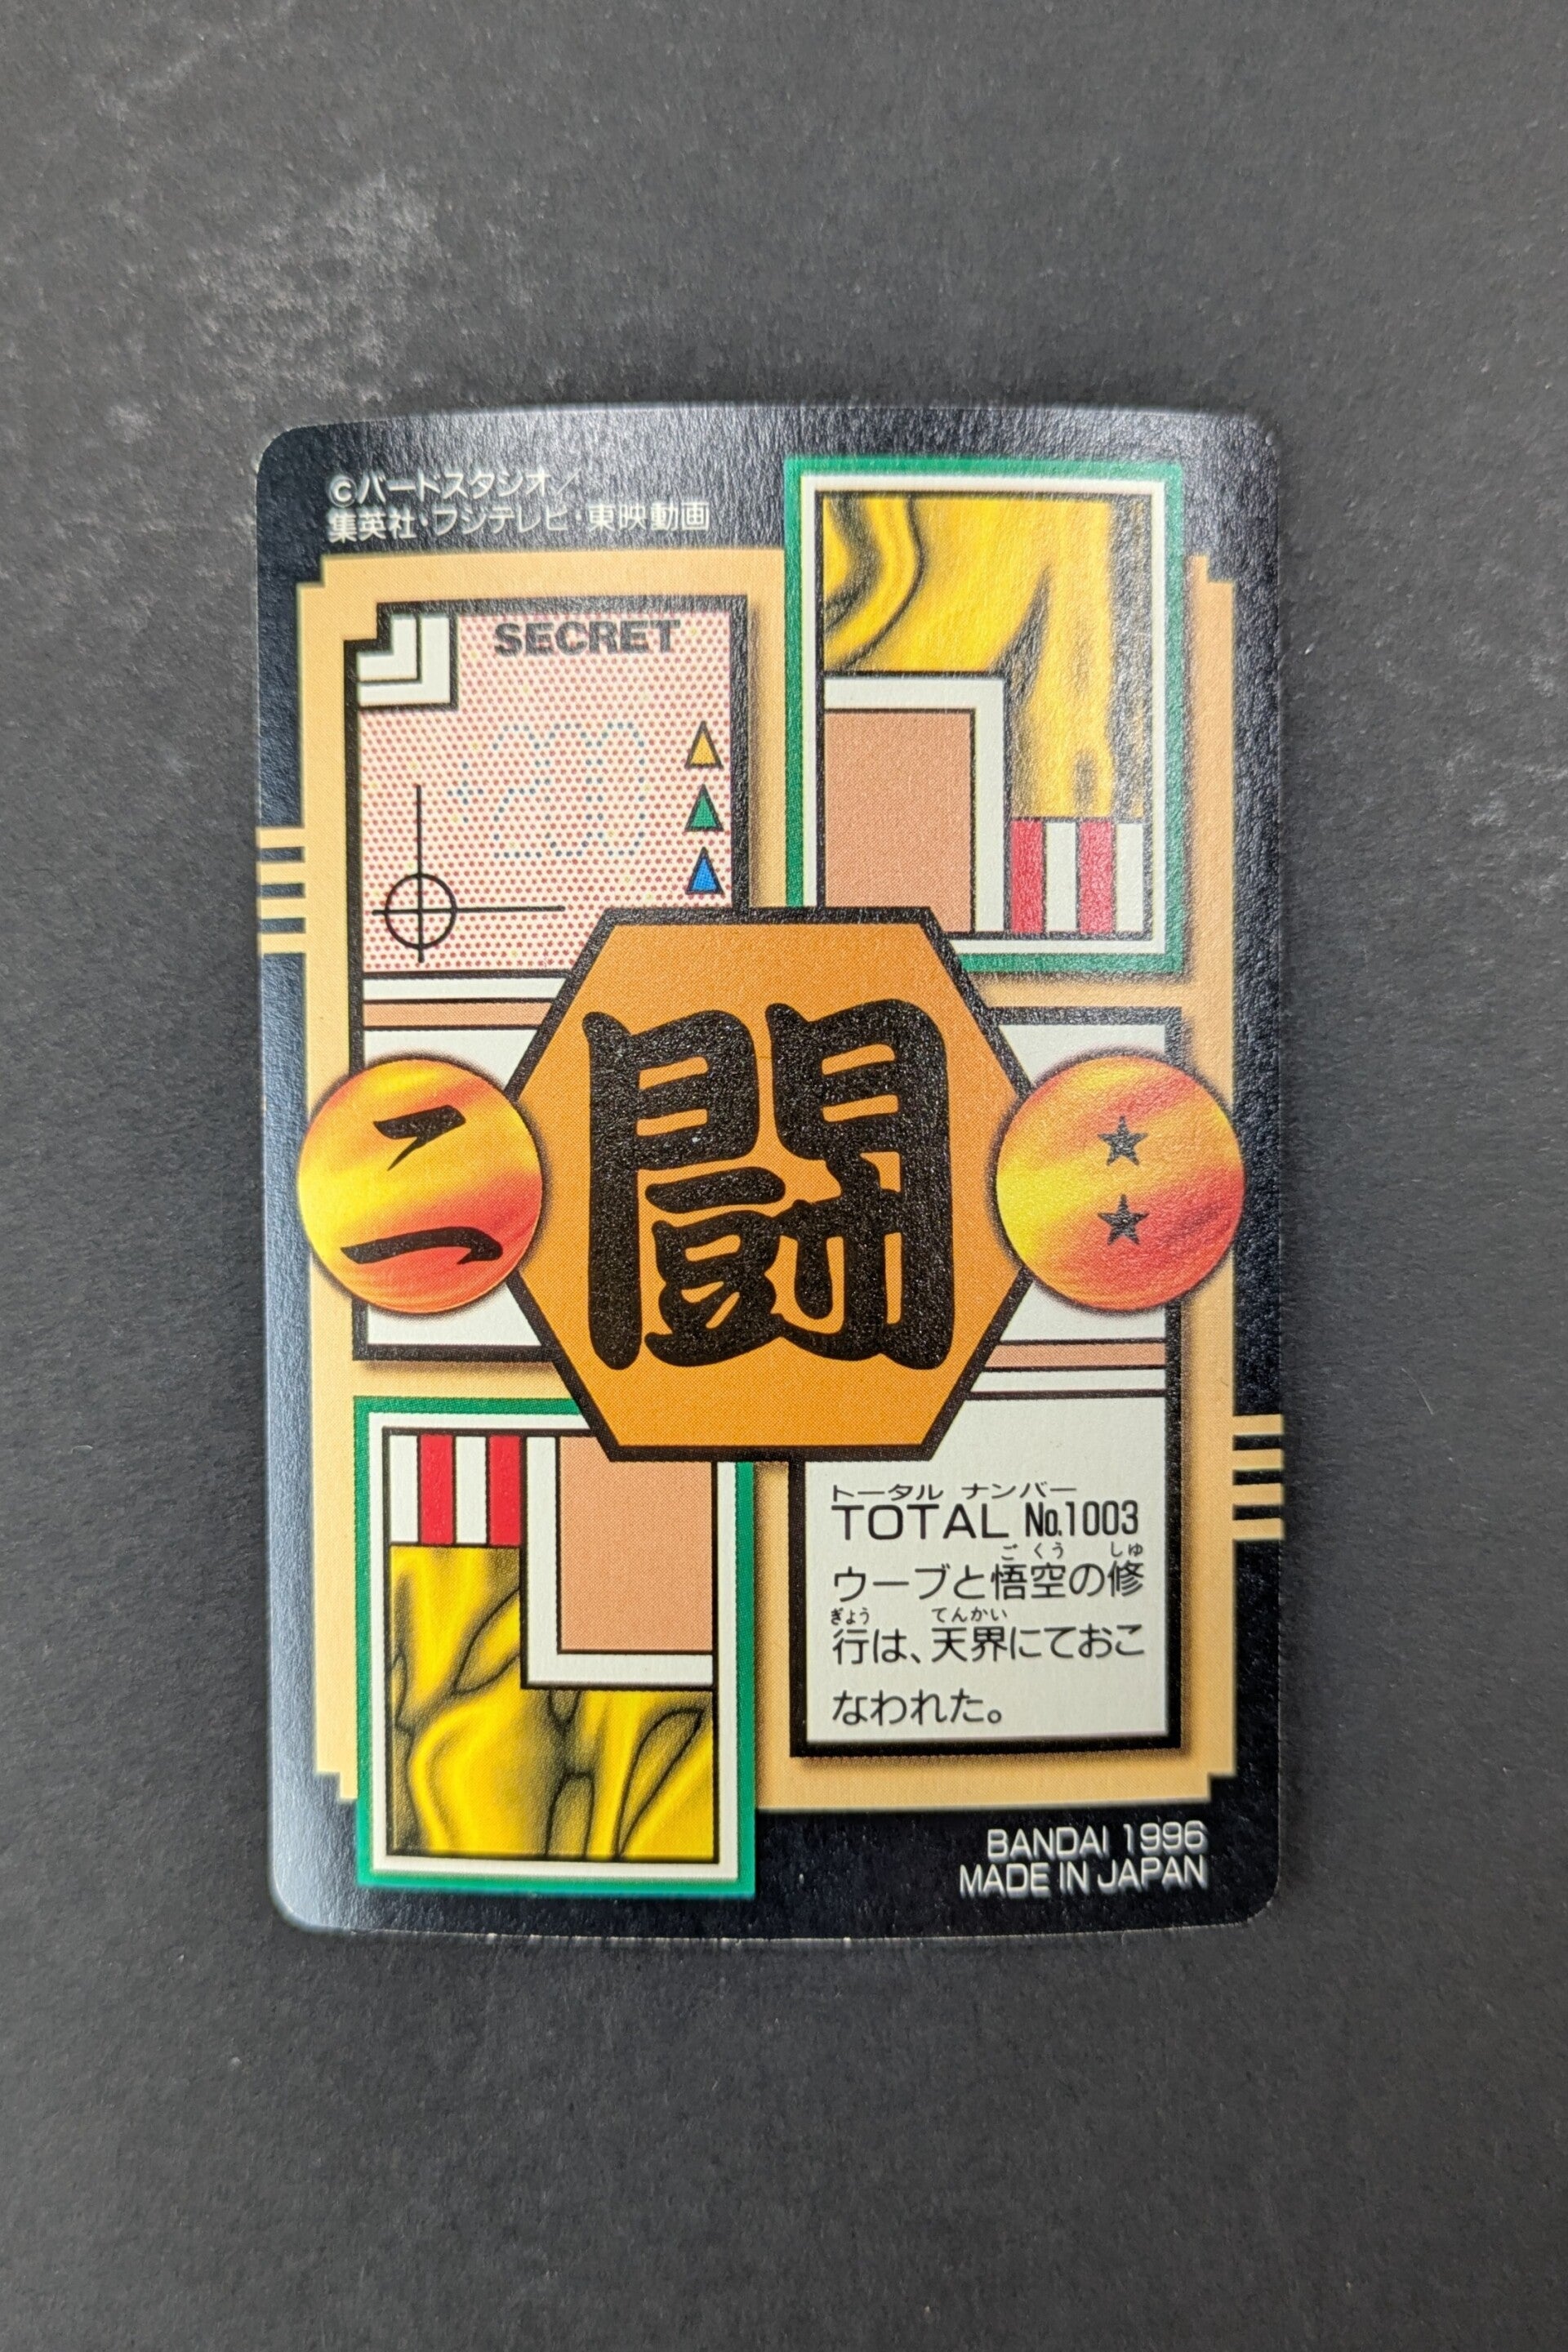 ©バードスタジオ／
集英社・フジテレビ・東映動画
SECRET
二
闘
トータル ナンバー
TOTAL No.1003
ご くう しゅ
ウーブと悟空の修
ぎょう てんかい
行は、天界にておこ
なわれた。
BANDAI 1996
MADE IN JAPAN